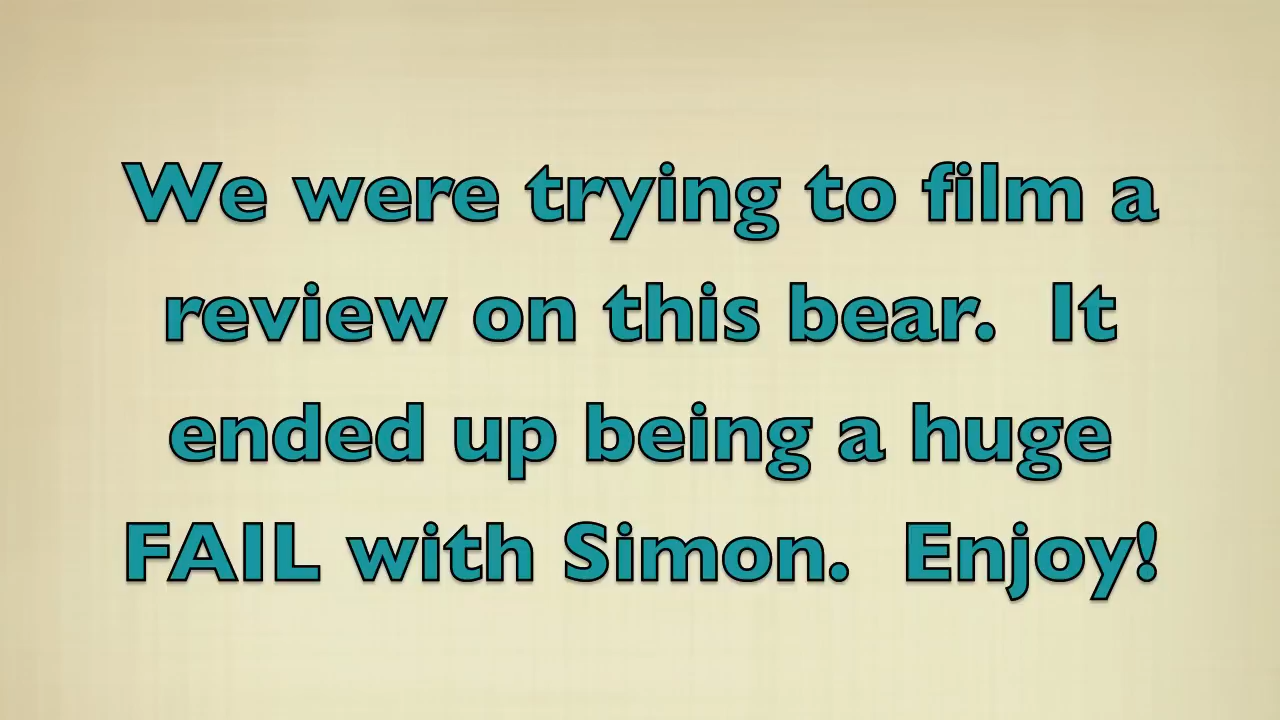 We were trying to film a
review on this bear.  It
ended up being a huge
FAIL with Simon.  Enjoy!